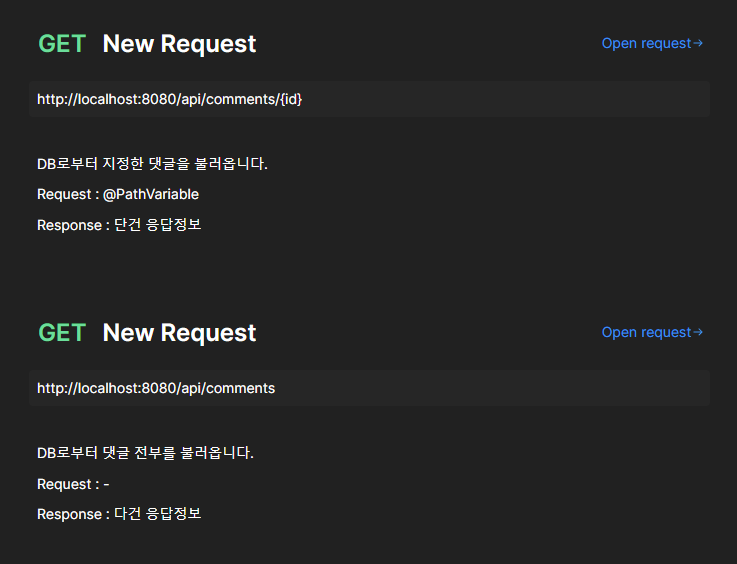 GET New Request Open request→
http://localhost:8080/api/comments/{id}
DB로부터 지정한 댓글을 불러옵니다.
Request : @PathVariable
Response : 단건 응답정보
GET New Request Open request→
http://localhost:8080/api/comments
DB로부터 댓글 전부를 불러옵니다.
Request : -
Response : 다건 응답정보